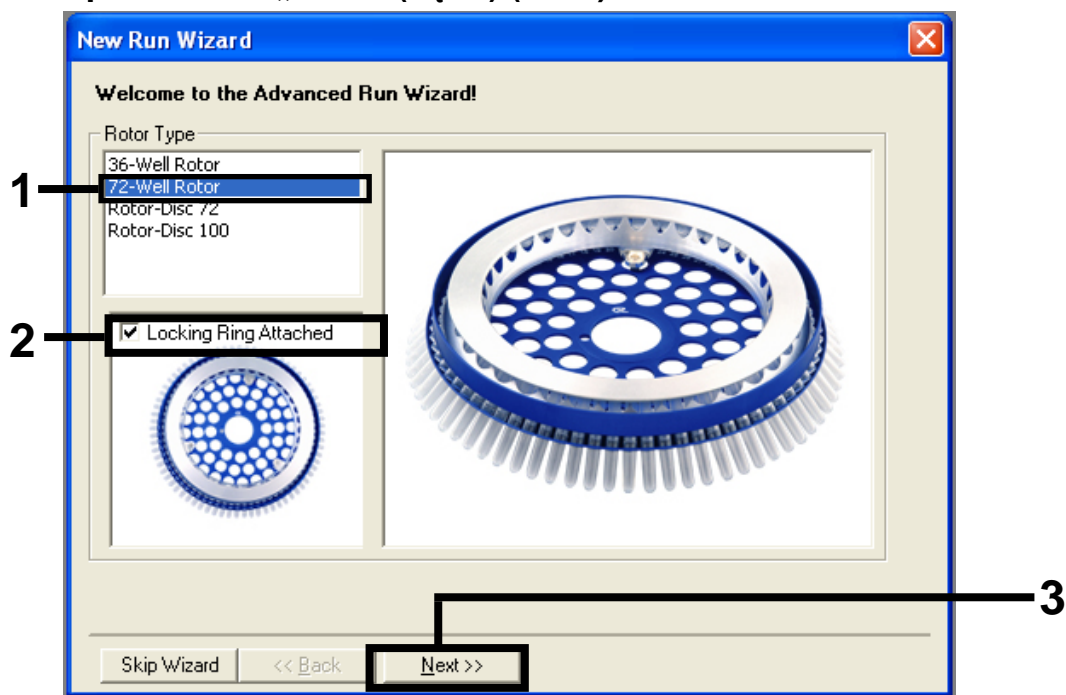 New Run Wizard
Welcome to the Advanced Run Wizard!
Rotor Type
36-Well Rotor
1
72-Well Rotor
Rotor-Disc 72
Rotor-Disc 100
2
Locking Ring Attached
3
Skip Wizard
<< Back
Next >>